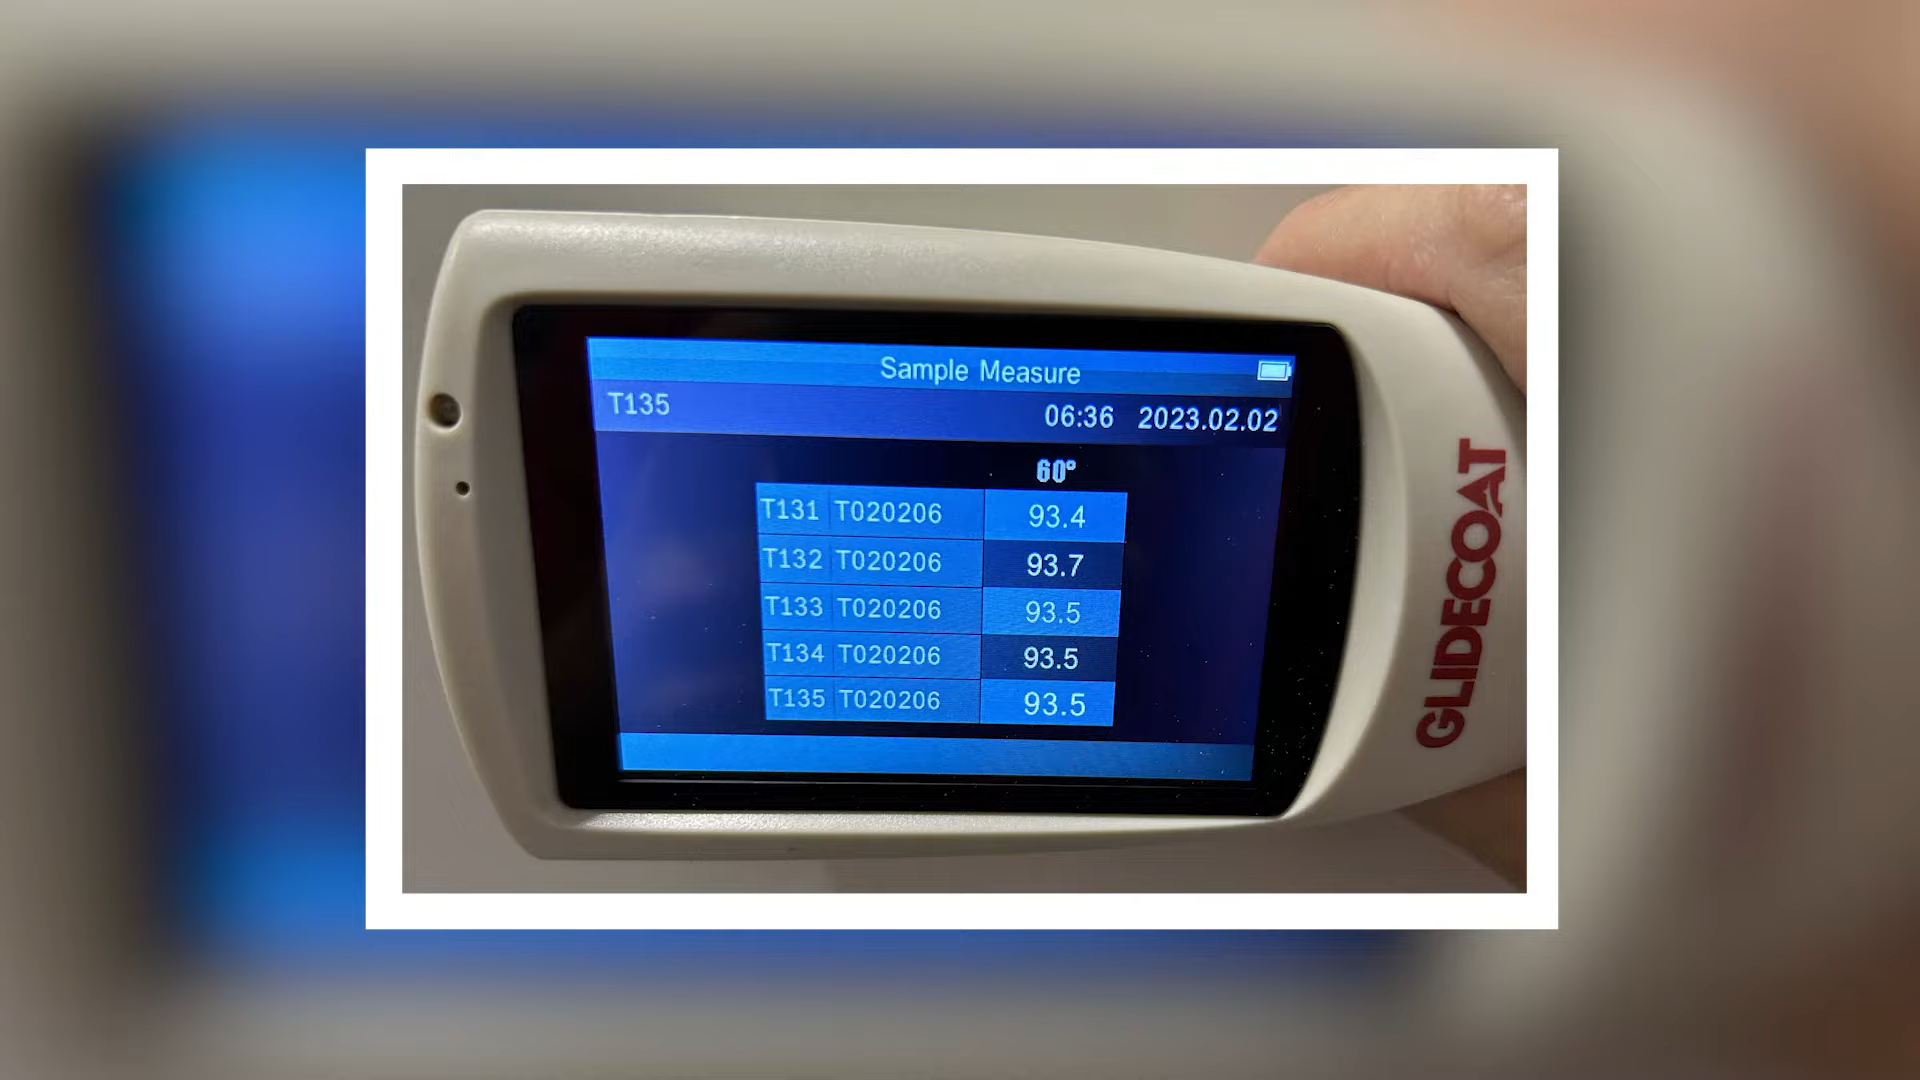 Sample Measure
T135 06:36 2023.02.02
60°
T131 T020206 93.4
T132 T020206 93.7
T133 T020206 93.5
T134 T020206 93.5
T135 T020206 93.5
GLIDECOAT